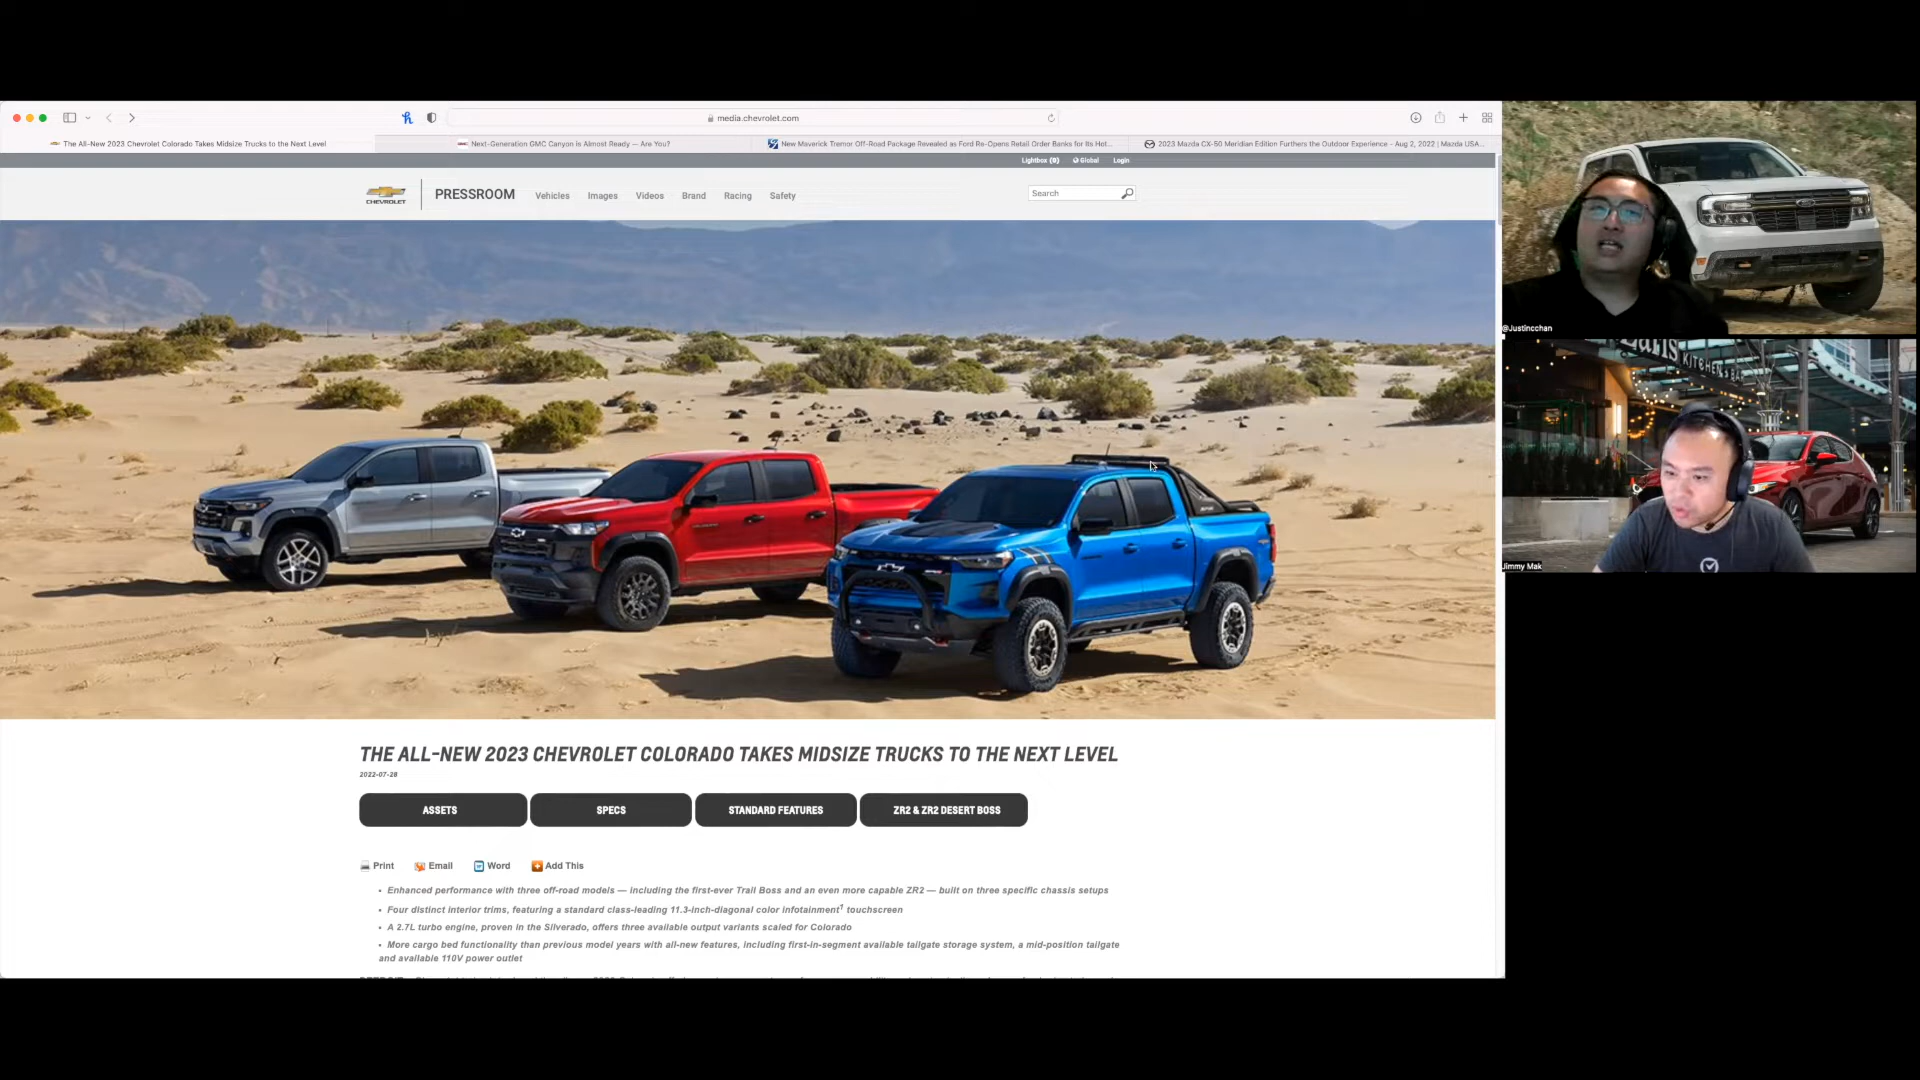 media.chevrolet.com
The All-New 2023 Chevrolet Colorado Takes Midsize Trucks to the Next Level
Next-Generation GMC Canyon is Almost Ready — Are You?
New Maverick Tremor Off-Road Package Revealed as Ford Re-Opens Retail Order Banks for Its Hot...
2023 Mazda CX-50 Meridian Edition Furthers the Outdoor Experience - Aug 2, 2022 | Mazda USA...
Lightbox (0) Global Login
CHEVROLET
PRESSROOM Vehicles Images Videos Brand Racing Safety
Search
THE ALL-NEW 2023 CHEVROLET COLORADO TAKES MIDSIZE TRUCKS TO THE NEXT LEVEL
2022-07-28
ASSETS SPECS STANDARD FEATURES ZR2 & ZR2 DESERT BOSS
Print Email Word Add This
• Enhanced performance with three off-road models — including the first-ever Trail Boss and an even more capable ZR2 — built on three specific chassis setups
• Four distinct interior trims, featuring a standard class-leading 11.3-inch-diagonal color infotainment¹ touchscreen
• A 2.7L turbo engine, proven in the Silverado, offers three available output variants scaled for Colorado
• More cargo bed functionality than previous model years with all-new features, including first-in-segment available tailgate storage system, a mid-position tailgate
and available 110V power outlet
@Justincchan
KITCHEN & BAR
Jimmy Mak